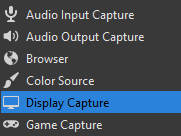 Audio Input Capture
Audio Output Capture
Browser
Color Source
Display Capture
Game Capture